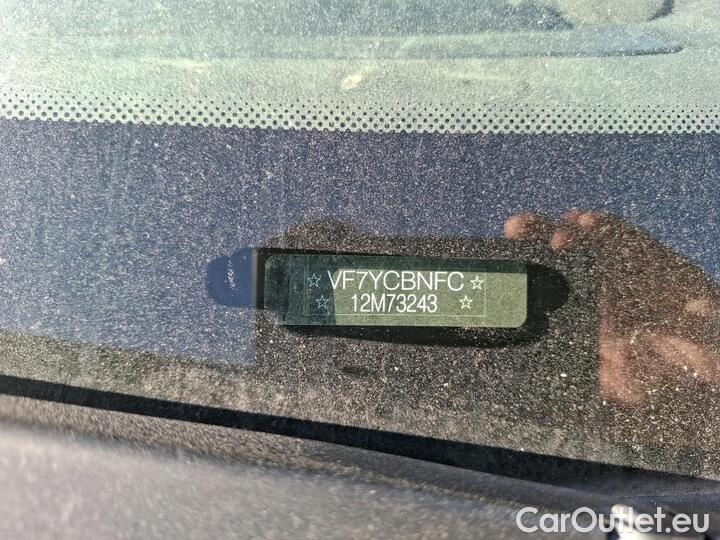 ☆ VF7YCBNFC ☆
☆ 12M73243 ☆
CarOutlet.eu